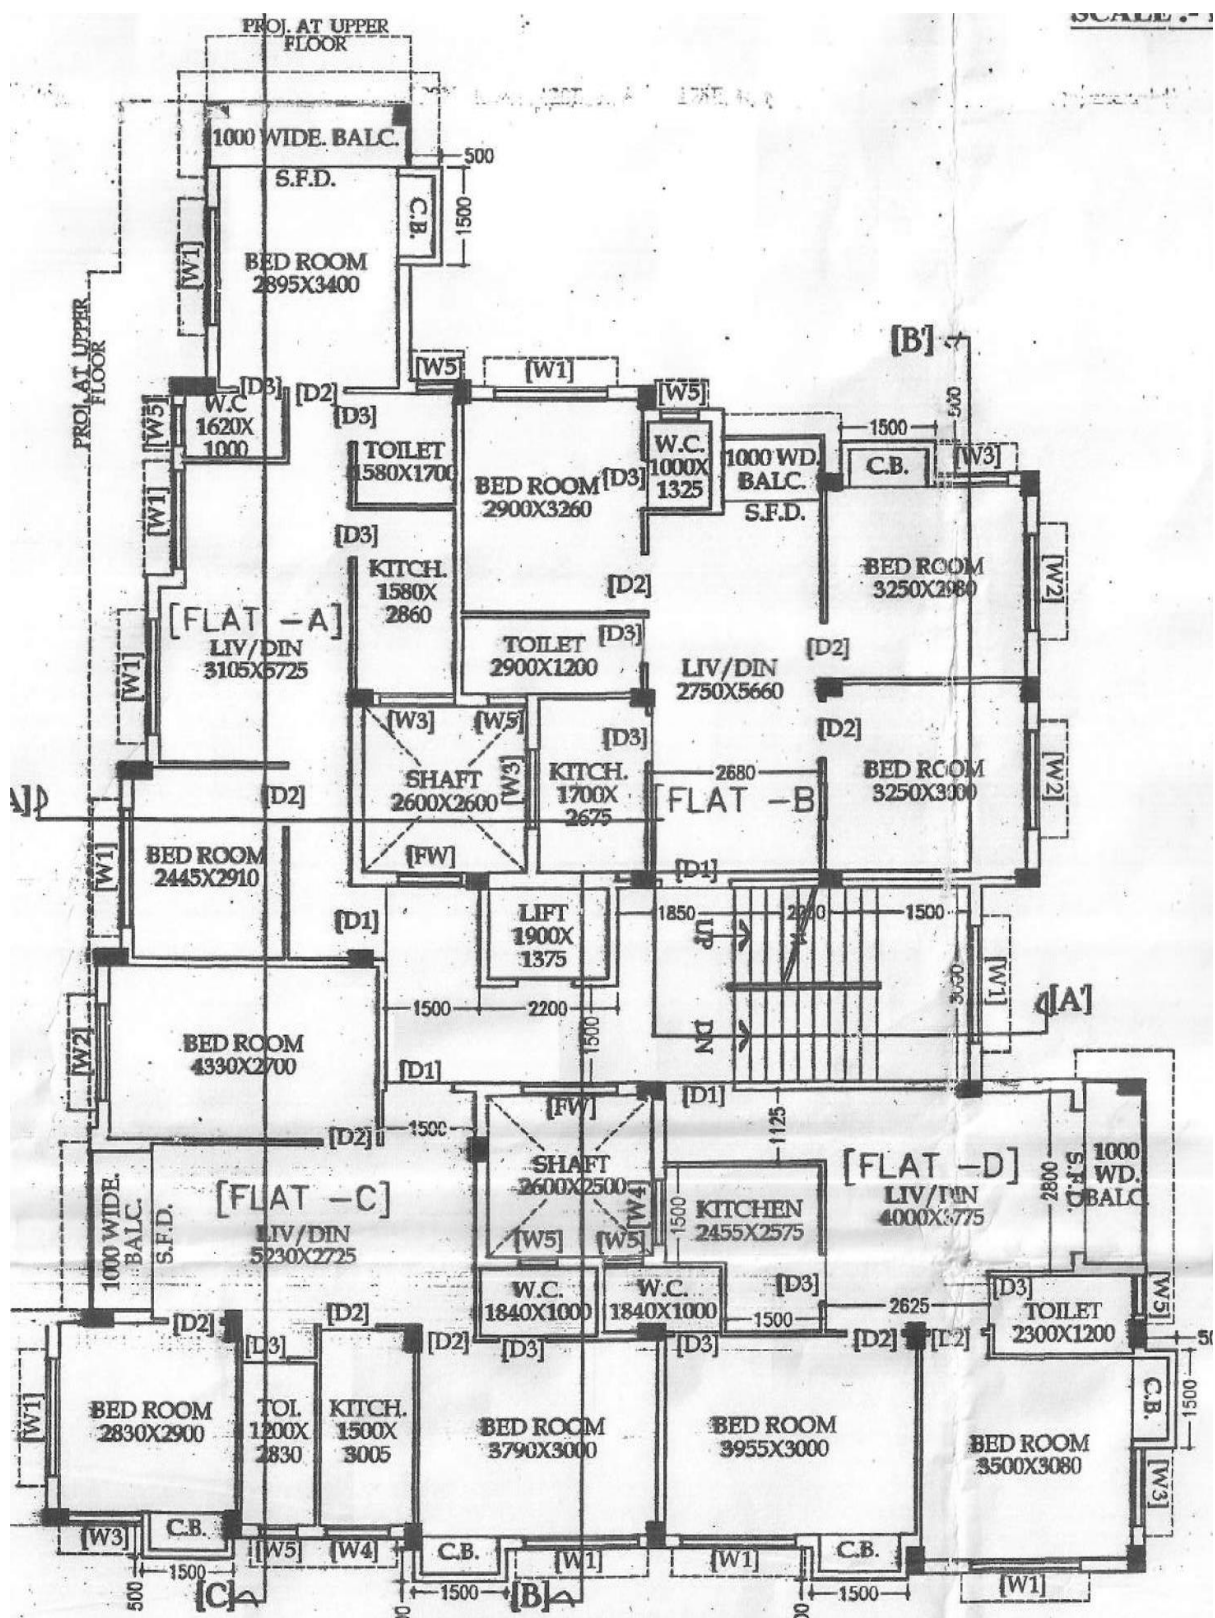 SCALE :-
PROJ. AT UPPER
FLOOR
1000 WIDE. BALC.
S.F.D.
500
C.B.
1500
[W1]
BED ROOM
2895X3400
PROJ. AT UPPER
FLOOR
[B']
[W5]
[W1]
[W5]
500
[D3]
[D2]
W.C
1620X
1000
[W5]
[D3]
TOILET
1580X1700
BED ROOM
2900X3260
[D3]
W.C.
1000X
1325
1000 WD.
BALC.
S.F.D.
1500
C.B.
[W3]
[W1]
[D3]
KITCH.
1580X
2860
[D2]
BED ROOM
3250X2980
[W2]
[FLAT -A]
LIV/DIN
3105X5725
[W1]
TOILET
2900X1200
[D3]
LIV/DIN
2750X5660
[D2]
[W3]
[W5]
SHAFT
2600X2600
[W3]
[FW]
[D3]
KITCH.
1700X
2675
2680
[FLAT -B]
[D2]
BED ROOM
3250X3000
[W2]
A]
[D2]
BED ROOM
2445X2910
[W1]
[D1]
[D1]
LIFT
1900X
1375
1850
1500
UP
DN
3000
[W1]
[A']
1500
2200
1500
BED ROOM
4330X2700
[W2]
[D1]
[D1]
[D2]
1500
[FW]
SHAFT
2600X2500
[W4]
[W5]
[W5]
1125
[FLAT -C]
LIV/DIN
5230X2725
1000 WIDE.
BALC.
S.F.D.
1500
KITCHEN
2455X2575
[FLAT -D]
LIV/DIN
4000X3775
2800
S.F.D.
1000
WD.
BALC.
W.C.
1840X1000
W.C.
1840X1000
[D3]
1500
2625
[D3]
TOILET
2300X1200
[W5]
[D2]
[D2]
[D3]
[D2]
[D3]
[D3]
[D2]
[D2]
BED ROOM
2830X2900
[W1]
TOI.
1200X
2830
KITCH.
1500X
3005
BED ROOM
3790X3000
BED ROOM
3955X3000
BED ROOM
3500X3080
C.B.
1500
[W3]
[W3]
C.B.
[W5]
[W4]
C.B.
[W1]
[W1]
C.B.
[W1]
500
1500
[C]
1500
[B]
1500